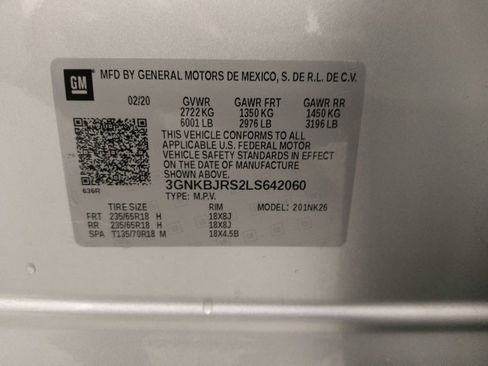 GM
MFD BY GENERAL MOTORS DE MEXICO, S. DE R.L. DE C.V.
02/20 GVWR GAWR FRT GAWR RR
2722 KG 1350 KG 1450 KG
6001 LB 2976 LB 3196 LB
THIS VEHICLE CONFORMS TO ALL
APPLICABLE U.S. FEDERAL MOTOR
VEHICLE SAFETY STANDARDS IN EFFECT
ON THE DATE OF MANUFACTURE
SHOWN ABOVE.
636R
3GNKBJRS2LS642060
TYPE: M.P.V.
TIRE SIZE RIM MODEL: 201NK26
FRT 235/65R18 H 18X8J
RR 235/65R18 H 18X8J
SPA T135/70R18 M 18X4.5B